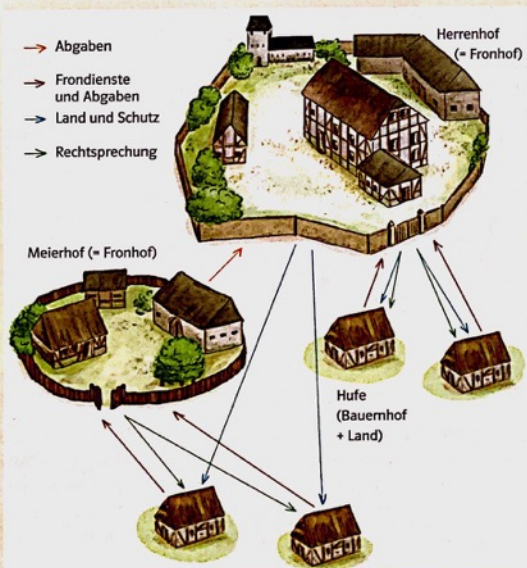 Abgaben
Frondienste
und Abgaben
Land und Schutz
Rechtsprechung
Herrenhof
(= Fronhof)
Meierhof (= Fronhof)
Hufe
(Bauernhof
+ Land)